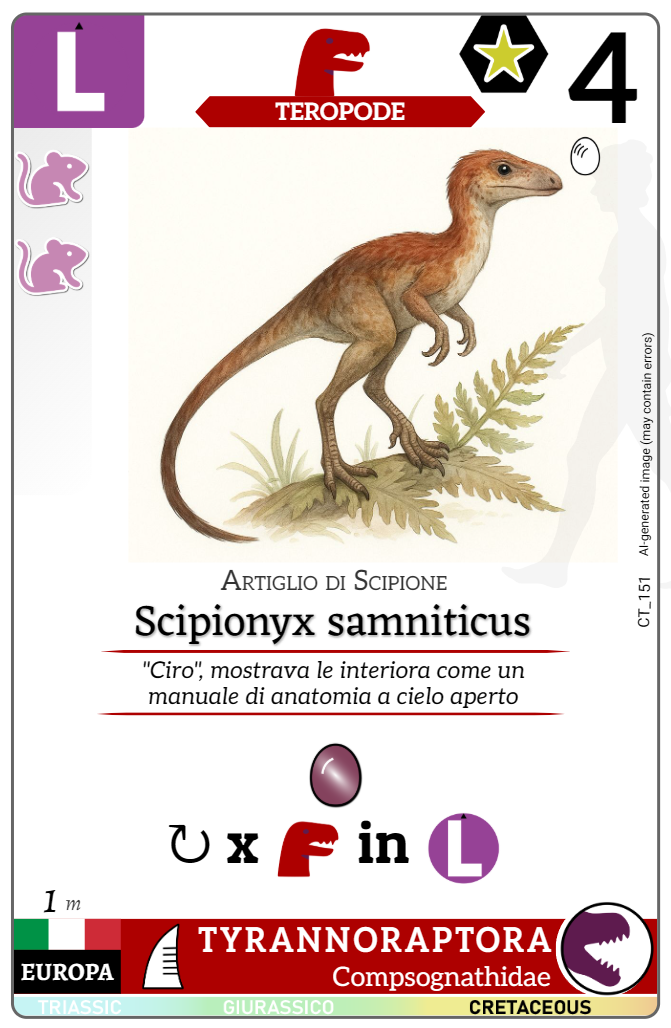 L
4
TEROPODE
AI-generated image (may contain errors)
CT_151
Artiglio di Scipione
Scipionyx samniticus
"Ciro", mostrava le interiora come un
manuale di anatomia a cielo aperto
↻ x in L
1 m
TYRANNORAPTORA
EUROPA
Compsognathidae
TRIASSIC GIURASSICO CRETACEOUS